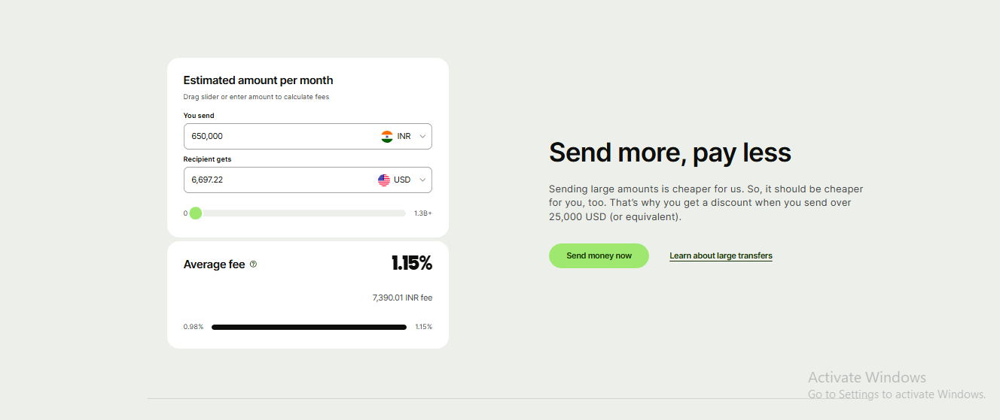 Estimated amount per month
Drag slider or enter amount to calculate fees
You send
650,000 INR
Recipient gets
6,697.22 USD
0 1.3B+
Average fee 1.15%
7,390.01 INR fee
0.98% 1.15%
Send more, pay less
Sending large amounts is cheaper for us. So, it should be cheaper
for you, too. That’s why you get a discount when you send over
25,000 USD (or equivalent).
Send money now Learn about large transfers
Activate Windows
Go to Settings to activate Windows.